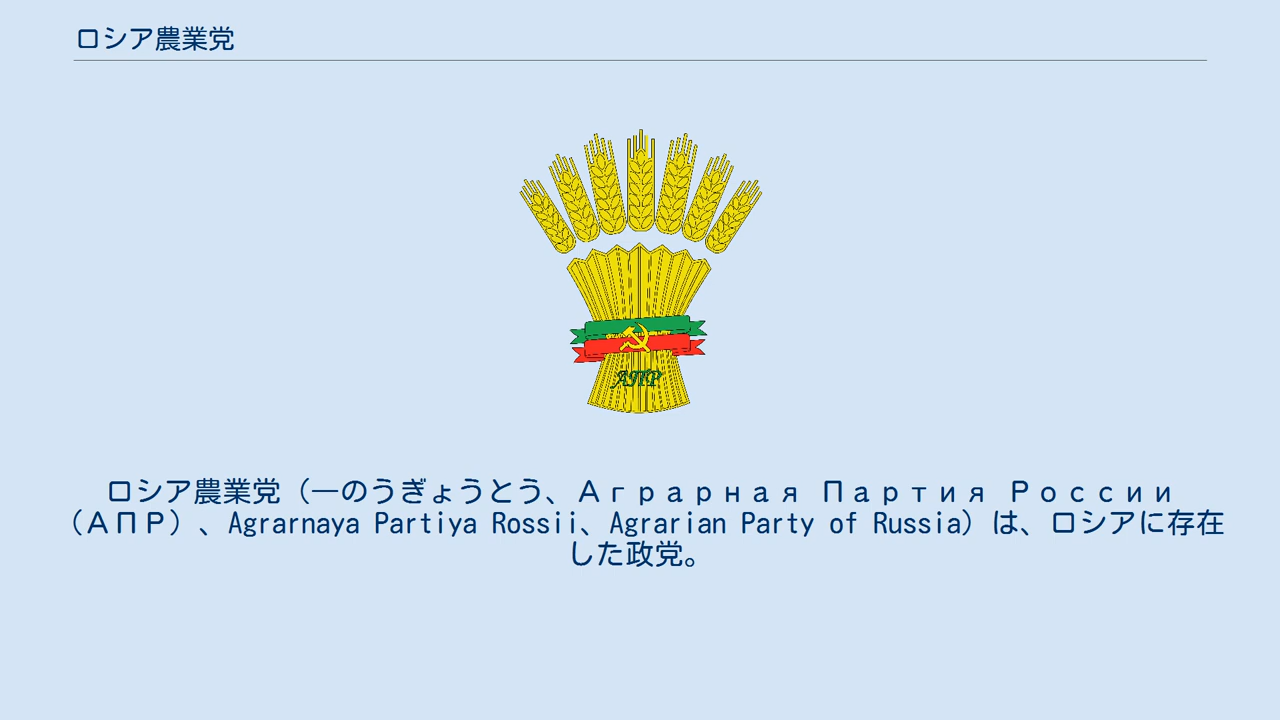 ロシア農業党
АПР
ロシア農業党（―のうぎょうとう、Аграрная Партия России
（АПР）、Agrarnaya Partiya Rossii、Agrarian Party of Russia）は、ロシアに存在
した政党。